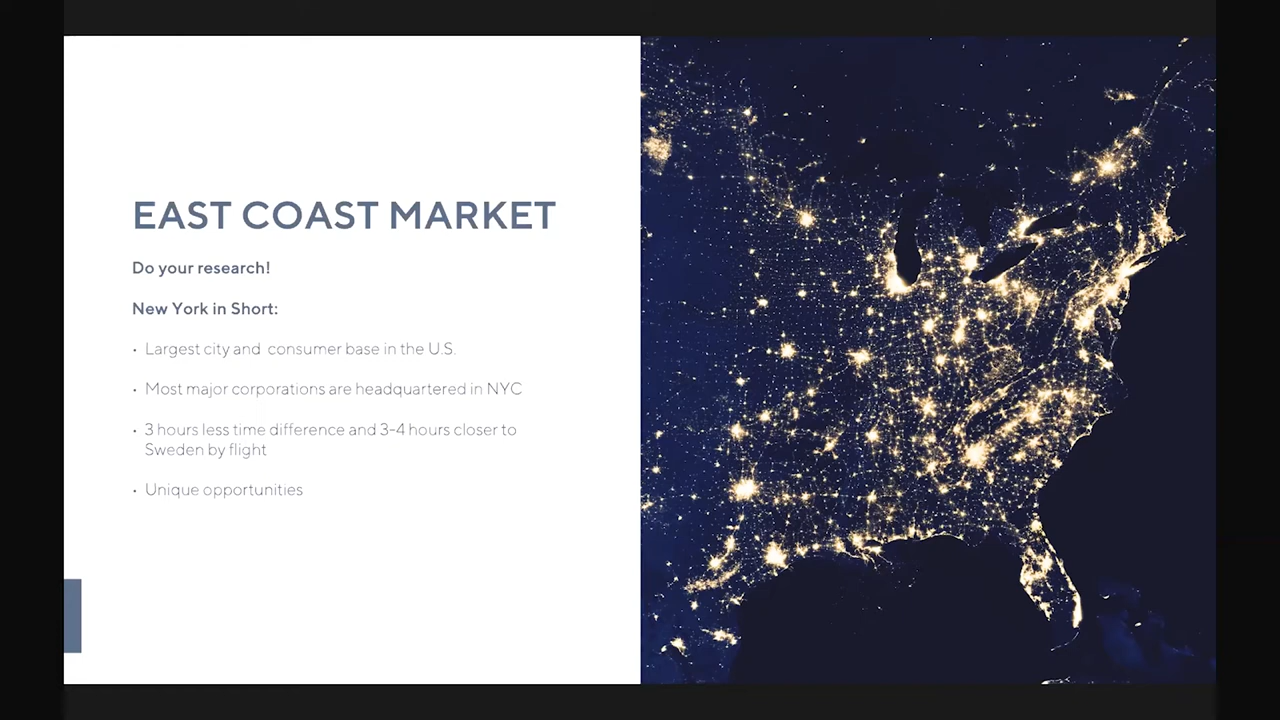 EAST COAST MARKET
Do your research!
New York in Short:
• Largest city and  consumer base in the U.S.
• Most major corporations are headquartered in NYC
• 3 hours less time difference and 3-4 hours closer to
Sweden by flight
• Unique opportunities